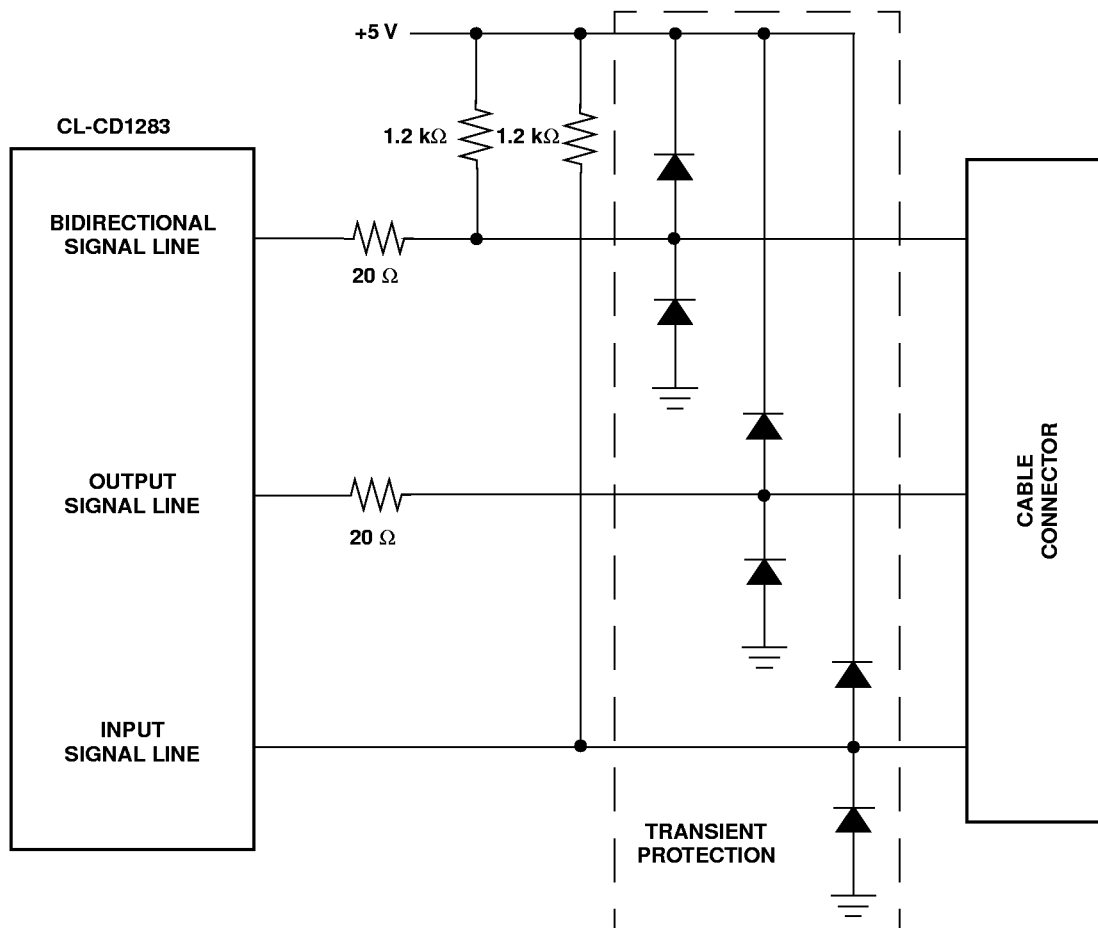 +5 V
CL-CD1283
1.2 kΩ
1.2 kΩ
BIDIRECTIONAL
SIGNAL LINE
20 Ω
OUTPUT
SIGNAL LINE
20 Ω
CABLE
CONNECTOR
INPUT
SIGNAL LINE
TRANSIENT
PROTECTION